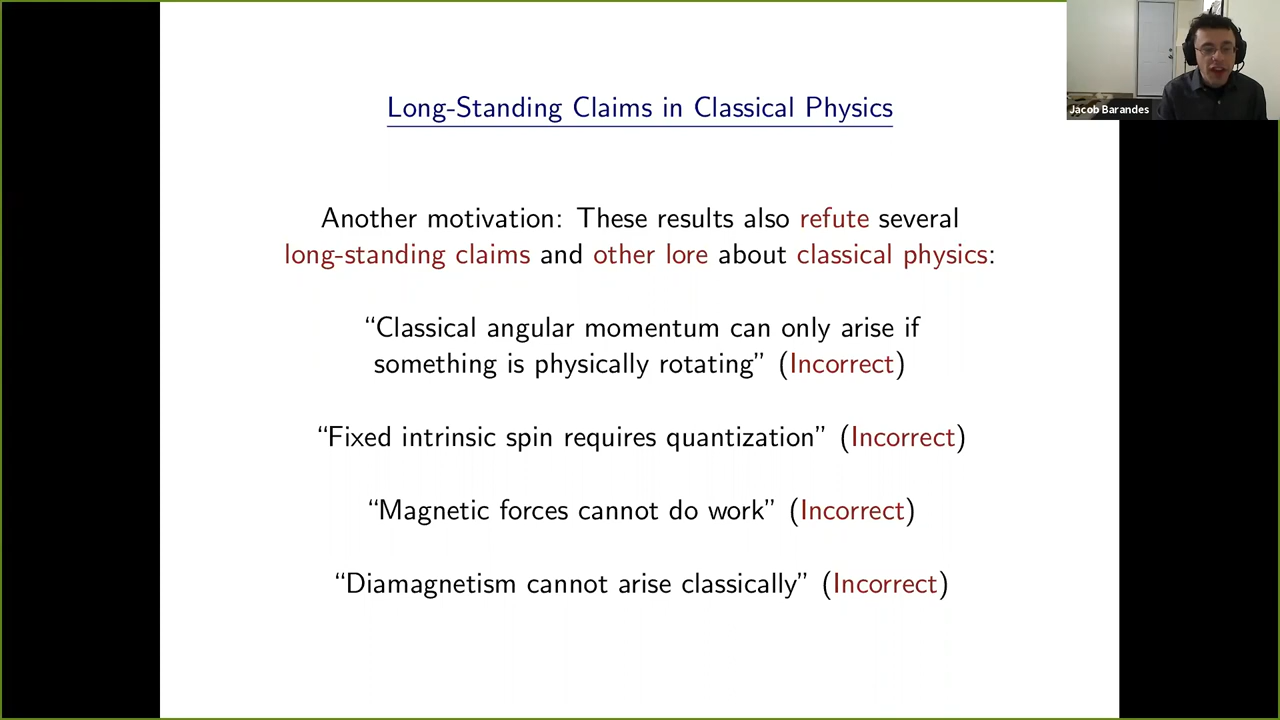 Long-Standing Claims in Classical Physics
Jacob Barandes
Another motivation: These results also refute several
long-standing claims and other lore about classical physics:
“Classical angular momentum can only arise if
something is physically rotating” (Incorrect)
“Fixed intrinsic spin requires quantization” (Incorrect)
“Magnetic forces cannot do work” (Incorrect)
“Diamagnetism cannot arise classically” (Incorrect)